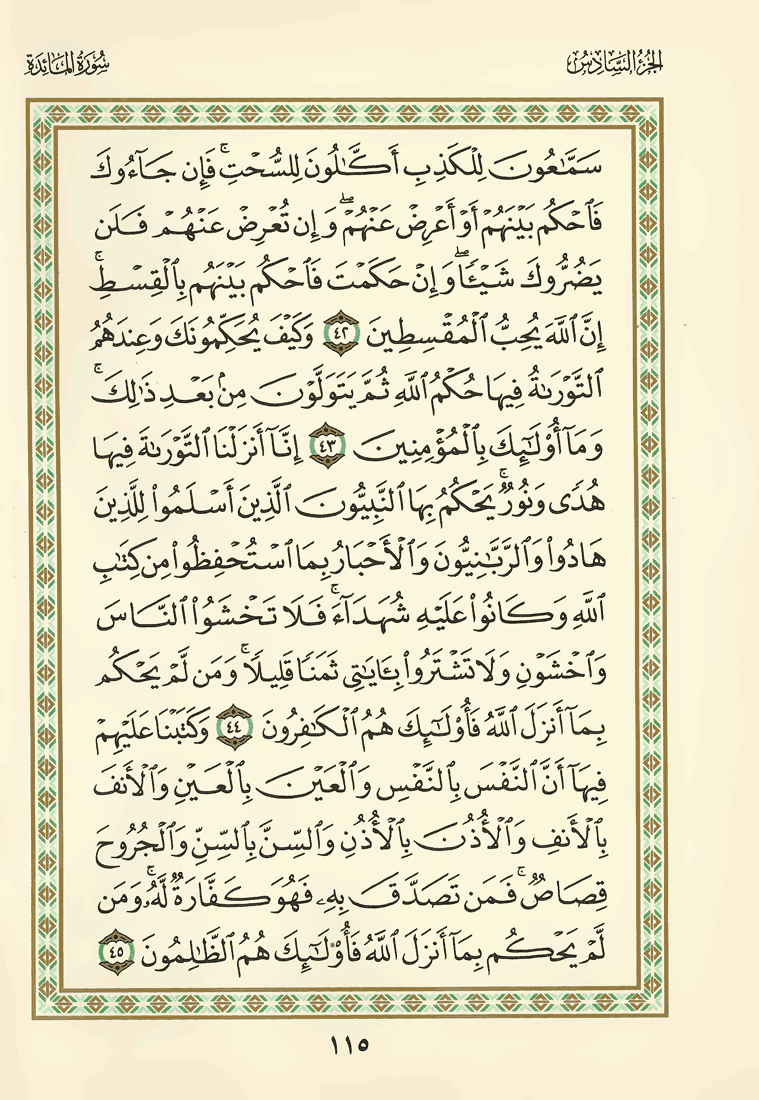 الجزء السادس
سورة المائدة
سَمَّٰعُونَ لِلْكَذِبِ أَكَّٰلُونَ لِلسُّحْتِ ۚ فَإِن جَآءُوكَ
فَٱحْكُم بَيْنَهُمْ أَوْ أَعْرِضْ عَنْهُمْ ۖ وَإِن تُعْرِضْ عَنْهُمْ فَلَن
يَضُرُّوكَ شَيْـًٔا ۖ وَإِنْ حَكَمْتَ فَٱحْكُم بَيْنَهُم بِٱلْقِسْطِ ۚ
إِنَّ ٱللَّهَ يُحِبُّ ٱلْمُقْسِطِينَ ٤٢ وَكَيْفَ يُحَكِّمُونَكَ وَعِندَهُمُ
ٱلتَّوْرَىٰةُ فِيهَا حُكْمُ ٱللَّهِ ثُمَّ يَتَوَلَّوْنَ مِنۢ بَعْدِ ذَٰلِكَ ۚ
وَمَآ أُو۟لَـٰٓئِكَ بِٱلْمُؤْمِنِينَ ٤٣ إِنَّآ أَنزَلْنَا ٱلتَّوْرَىٰةَ فِيهَا
هُدًى وَنُورٌ ۚ يَحْكُمُ بِهَا ٱلنَّبِيُّونَ ٱلَّذِينَ أَسْلَمُوا۟ لِلَّذِينَ
هَادُوا۟ وَٱلرَّبَّـٰنِيُّونَ وَٱلْأَحْبَارُ بِمَا ٱسْتُحْفِظُوا۟ مِن كِتَـٰبِ
ٱللَّهِ وَكَانُوا۟ عَلَيْهِ شُهَدَآءَ ۚ فَلَا تَخْشَوُا۟ ٱلنَّاسَ
وَٱخْشَوْنِ وَلَا تَشْتَرُوا۟ بِـَٔايَـٰتِى ثَمَنًا قَلِيلًا ۚ وَمَن لَّمْ يَحْكُم
بِمَآ أَنزَلَ ٱللَّهُ فَأُو۟لَـٰٓئِكَ هُمُ ٱلْكَـٰفِرُونَ ٤٤ وَكَتَبْنَا عَلَيْهِمْ
فِيهَآ أَنَّ ٱلنَّفْسَ بِٱلنَّفْسِ وَٱلْعَيْنَ بِٱلْعَيْنِ وَٱلْأَنفَ
بِٱلْأَنفِ وَٱلْأُذُنَ بِٱلْأُذُنِ وَٱلسِّنَّ بِٱلسِّنِّ وَٱلْجُرُوحَ
قِصَاصٌ ۚ فَمَن تَصَدَّقَ بِهِۦ فَهُوَ كَفَّارَةٌ لَّهُۥ ۚ وَمَن
لَّمْ يَحْكُم بِمَآ أَنزَلَ ٱللَّهُ فَأُو۟لَـٰٓئِكَ هُمُ ٱلظَّـٰلِمُونَ ٤٥
١١٥